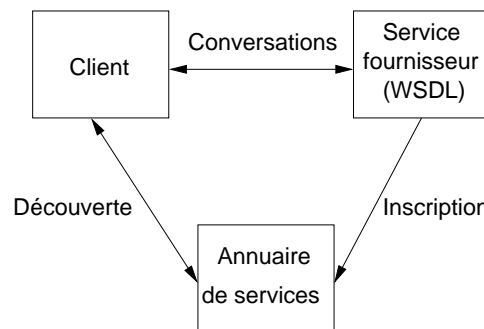 Conversations
Client
Service
fournisseur
(WSDL)
Découverte
Inscription
Annuaire
de services